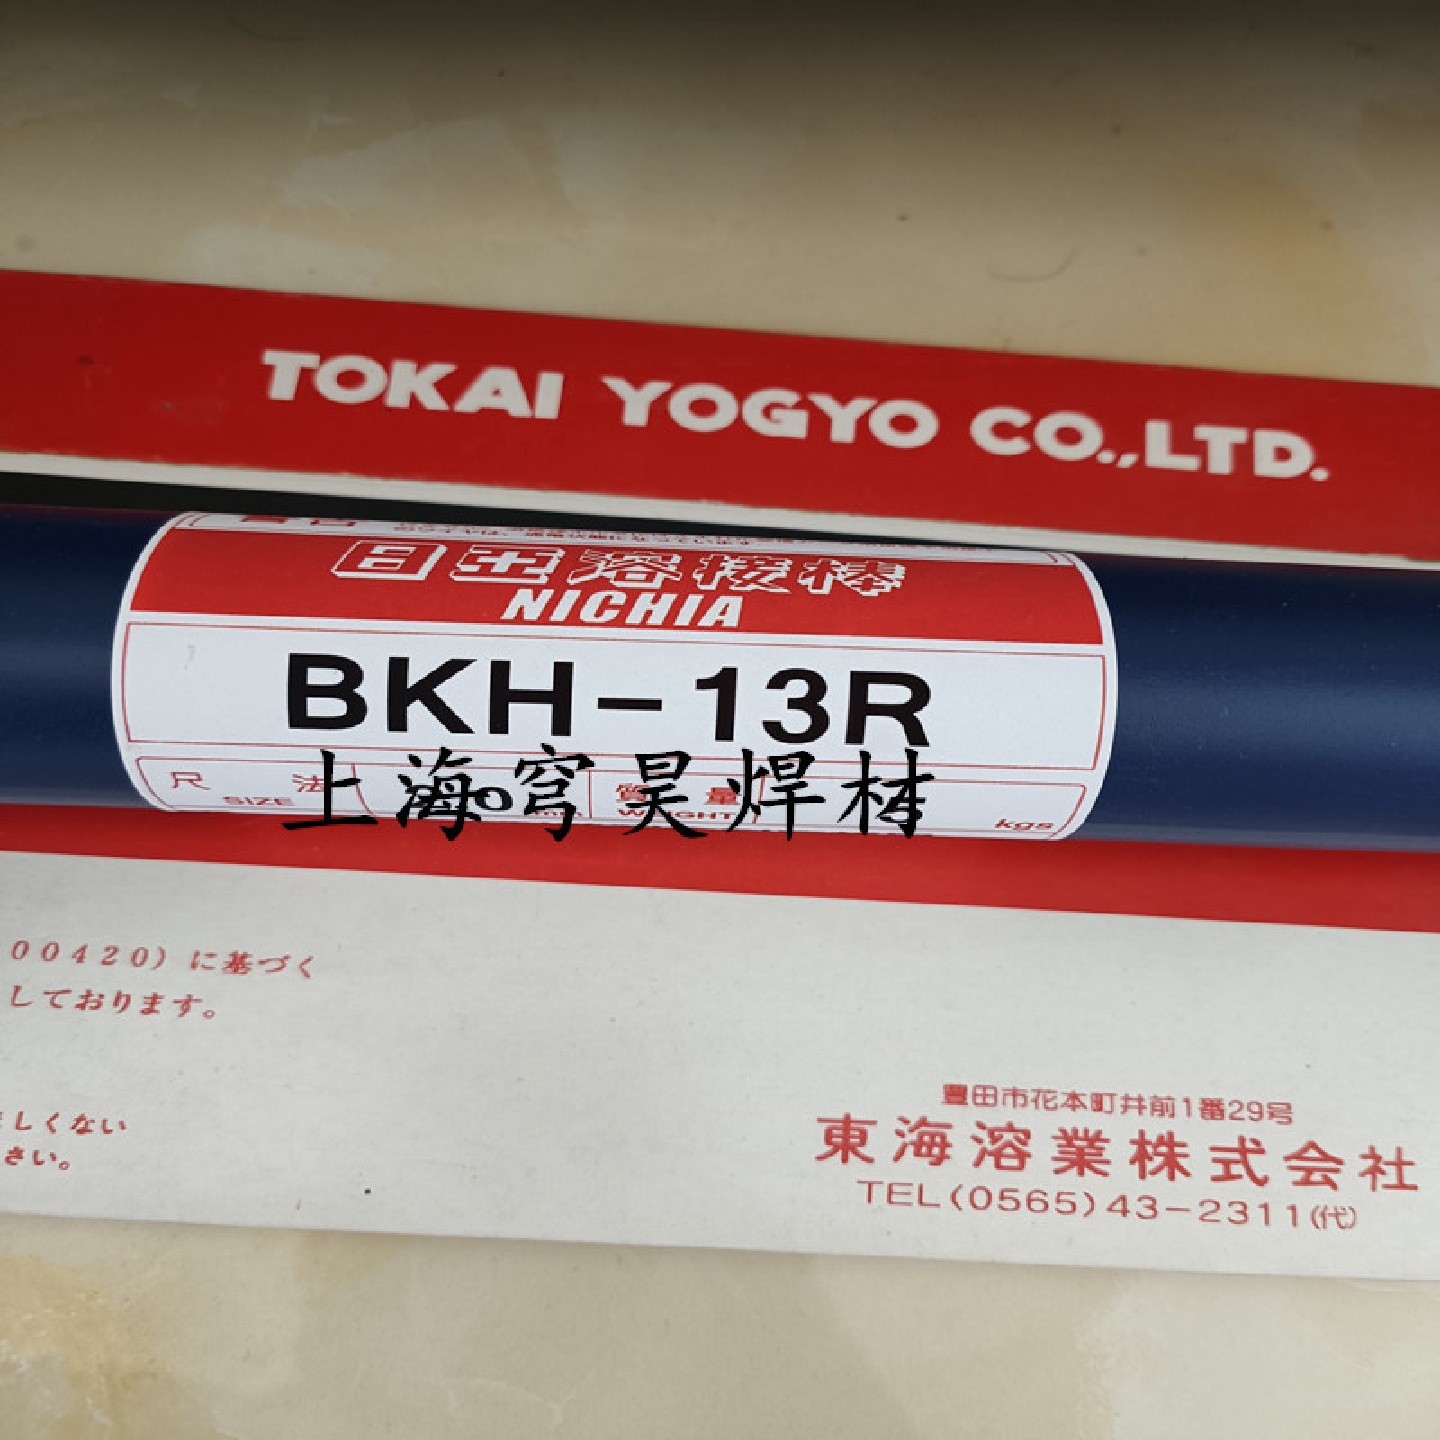 TOKAI YOGYO CO.,LTD.
日亜溶接棒
NICHIA
BKH-13R
上海穹昊焊材
尺 法
SIZE
mm
質 量
WEIGHT
kgs
00420)に基づく
しております。
しくない
さい。
豊田市花本町井前1番29号
東海溶業株式会社
TEL(0565)43-2311(代)